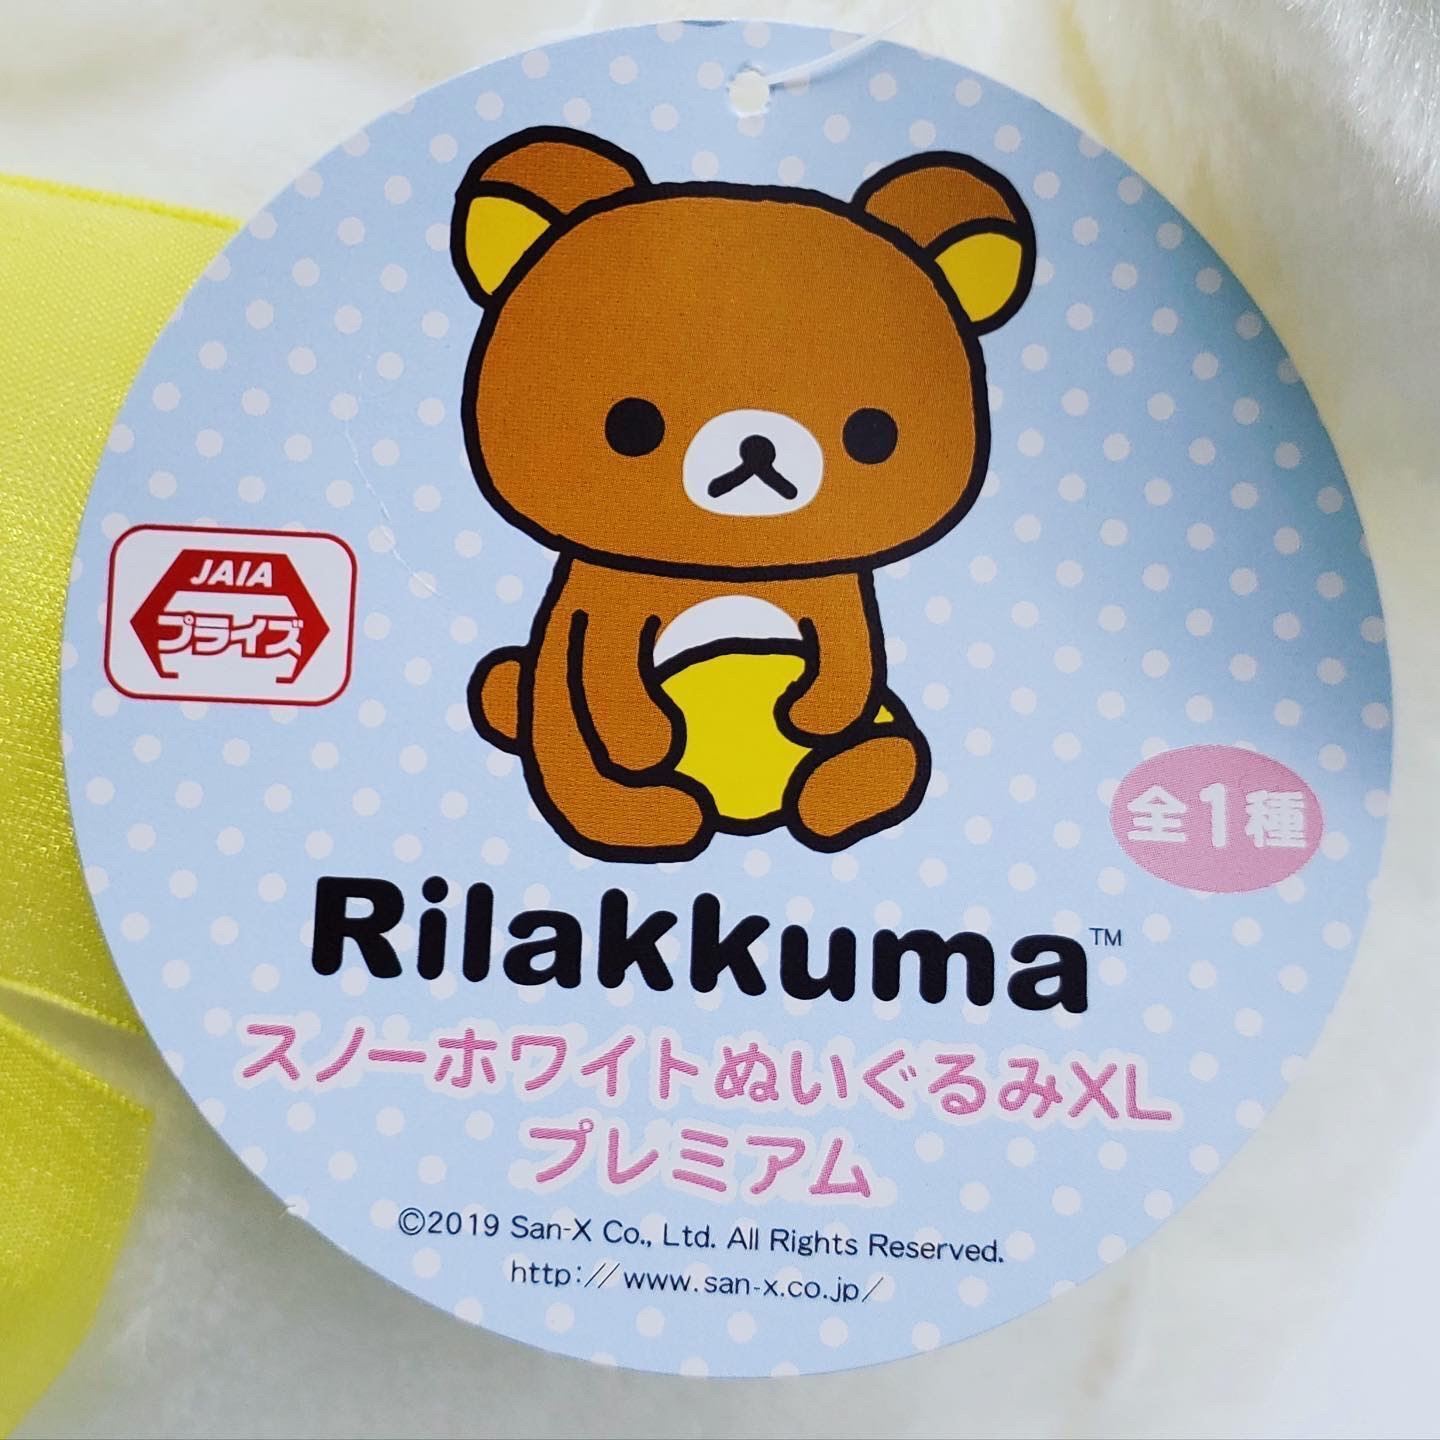 JAIA
プライズ
全1種
Rilakkuma™
スノーホワイトぬいぐるみXL
プレミアム
©2019 San-X Co., Ltd. All Rights Reserved.
http://www.san-x.co.jp/